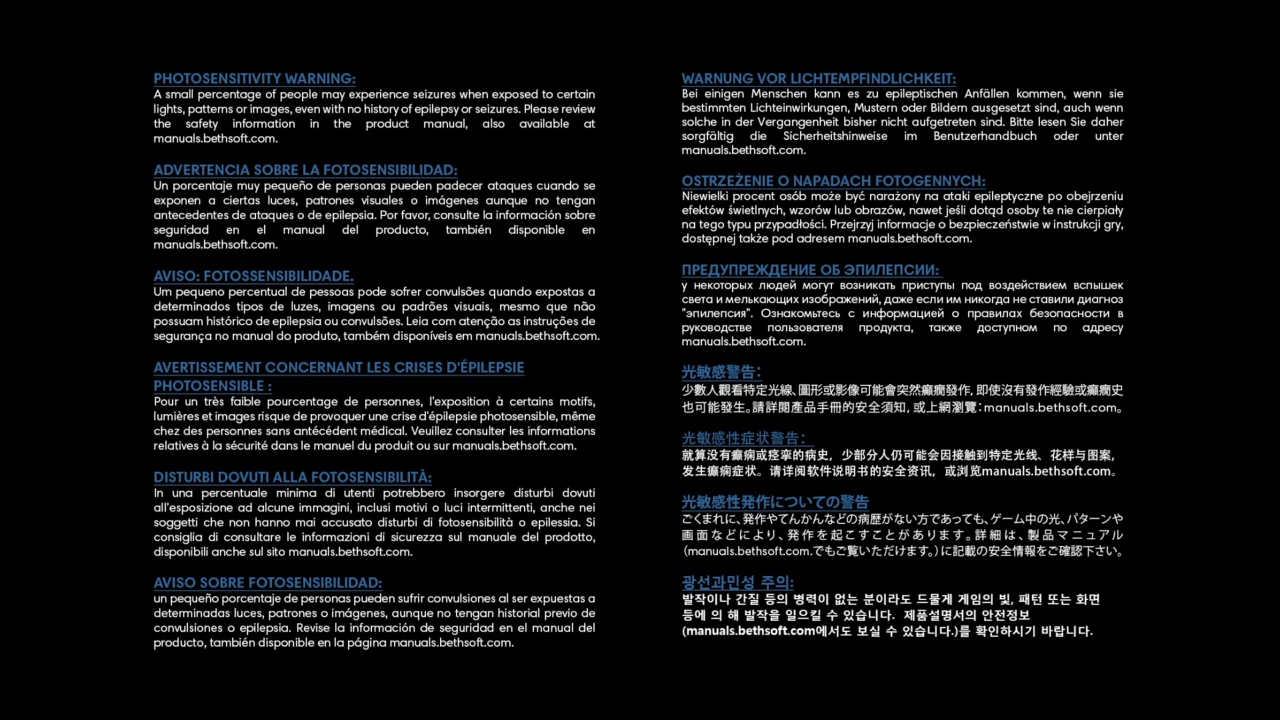 PHOTOSENSITIVITY WARNING:
A small percentage of people may experience seizures when exposed to certain
lights, patterns or images, even with no history of epilepsy or seizures. Please review
the safety information in the product manual, also available at
manuals.bethsoft.com.
ADVERTENCIA SOBRE LA FOTOSENSIBILIDAD:
Un porcentaje muy pequeño de personas pueden padecer ataques cuando se
exponen a ciertas luces, patrones visuales o imágenes aunque no tengan
antecedentes de ataques o de epilepsia. Por favor, consulte la información sobre
seguridad en el manual del producto, también disponible en
manuals.bethsoft.com.
AVISO: FOTOSSENSIBILIDADE.
Um pequeno percentual de pessoas pode sofrer convulsões quando expostas a
determinados tipos de luzes, imagens ou padrões visuais, mesmo que não
possuam histórico de epilepsia ou convulsões. Leia com atenção as instruções de
segurança no manual do produto, também disponíveis em manuals.bethsoft.com.
AVERTISSEMENT CONCERNANT LES CRISES D'ÉPILEPSIE
PHOTOSENSIBLE :
Pour un très faible pourcentage de personnes, l'exposition à certains motifs,
lumières et images risque de provoquer une crise d'épilepsie photosensible, même
chez des personnes sans antécédent médical. Veuillez consulter les informations
relatives à la sécurité dans le manuel du produit ou sur manuals.bethsoft.com.
DISTURBI DOVUTI ALLA FOTOSENSIBILITÀ:
In una percentuale minima di utenti potrebbero insorgere disturbi dovuti
all'esposizione ad alcune immagini, inclusi motivi o luci intermittenti, anche nei
soggetti che non hanno mai accusato disturbi di fotosensibilità o epilessia. Si
consiglia di consultare le informazioni di sicurezza sul manuale del prodotto,
disponibili anche sul sito manuals.bethsoft.com.
AVISO SOBRE FOTOSENSIBILIDAD:
un pequeño porcentaje de personas pueden sufrir convulsiones al ser expuestas a
determinadas luces, patrones o imágenes, aunque no tengan historial previo de
convulsiones o epilepsia. Revise la información de seguridad en el manual del
producto, también disponible en la página manuals.bethsoft.com.
WARNUNG VOR LICHTEMPFINDLICHKEIT:
Bei einigen Menschen kann es zu epileptischen Anfällen kommen, wenn sie
bestimmten Lichteinwirkungen, Mustern oder Bildern ausgesetzt sind, auch wenn
solche in der Vergangenheit bisher nicht aufgetreten sind. Bitte lesen Sie daher
sorgfältig die Sicherheitshinweise im Benutzerhandbuch oder unter
manuals.bethsoft.com.
OSTRZEŻENIE O NAPADACH FOTOGENNYCH:
Niewielki procent osób może być narażony na ataki epileptyczne po obejrzeniu
efektów świetlnych, wzorów lub obrazów, nawet jeśli dotąd osoby te nie cierpiały
na tego typu przypadłości. Przejrzyj informacje o bezpieczeństwie w instrukcji gry,
dostępnej także pod adresem manuals.bethsoft.com.
ПРЕДУПРЕЖДЕНИЕ ОБ ЭПИЛЕПСИИ:
у некоторых людей могут возникать приступы под воздействием вспышек
света и мелькающих изображений, даже если им никогда не ставили диагноз
"эпилепсия". Ознакомьтесь с информацией о правилах безопасности в
руководстве пользователя продукта, также доступном по адресу
manuals.bethsoft.com.
光敏感警告：
少數人觀看特定光線、圖形或影像可能會突然癲癇發作，即使沒有發作經驗或癲癇史
也可能發生。請詳閱產品手冊的安全須知，或上網瀏覽：manuals.bethsoft.com。
光敏感性症状警告：
就算没有癫痫或痉挛的病史，少部分人仍可能会因接触到特定光线、花样与图案，
发生癫痫症状。请详阅软件说明书的安全资讯，或浏览manuals.bethsoft.com。
光敏感性発作についての警告
ごくまれに、発作やてんかんなどの病歴がない方であっても、ゲーム中の光、パターンや
画面などにより、発作を起こすことがあります。詳細は、製品マニュアル
（manuals.bethsoft.com.でもご覧いただけます。）に記載の安全情報をご確認下さい。
광선과민성 주의:
발작이나 간질 등의 병력이 없는 분이라도 드물게 게임의 빛, 패턴 또는 화면
등에 의 해 발작을 일으킬 수 있습니다. 제품설명서의 안전정보
(manuals.bethsoft.com에서도 보실 수 있습니다.)를 확인하시기 바랍니다.